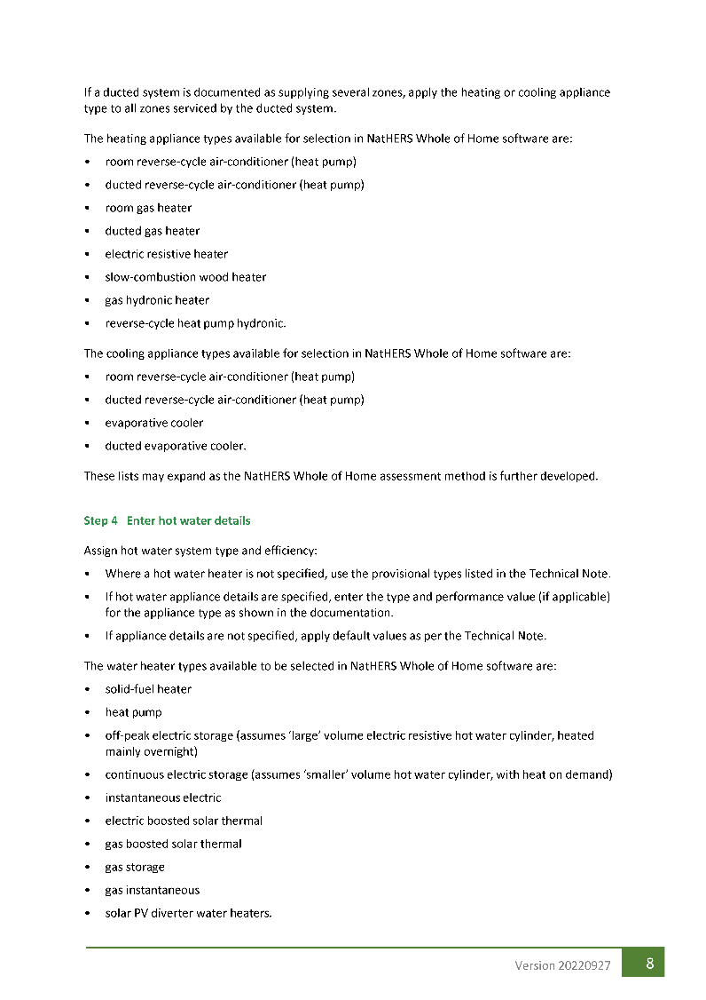 If a ducted system is documented as supplying several zones, apply the heating or cooling appliance
type to all zones serviced by the ducted system.
The heating appliance types available for selection in NatHERS Whole of Home software are:
• room reverse-cycle air-conditioner (heat pump)
• ducted reverse-cycle air-conditioner (heat pump)
• room gas heater
• ducted gas heater
• electric resistive heater
• slow-combustion wood heater
• gas hydronic heater
• reverse-cycle heat pump hydronic.
The cooling appliance types available for selection in NatHERS Whole of Home software are:
• room reverse-cycle air-conditioner (heat pump)
• ducted reverse-cycle air-conditioner (heat pump)
• evaporative cooler
• ducted evaporative cooler.
These lists may expand as the NatHERS Whole of Home assessment method is further developed.
Step 4 Enter hot water details
Assign hot water system type and efficiency:
• Where a hot water heater is not specified, use the provisional types listed in the Technical Note.
• If hot water appliance details are specified, enter the type and performance value (if applicable)
for the appliance type as shown in the documentation.
• If appliance details are not specified, apply default values as per the Technical Note.
The water heater types available to be selected in NatHERS Whole of Home software are:
• solid-fuel heater
• heat pump
• off-peak electric storage (assumes ‘large’ volume electric resistive hot water cylinder, heated
mainly overnight)
• continuous electric storage (assumes ‘smaller’ volume hot water cylinder, with heat on demand)
• instantaneous electric
• electric boosted solar thermal
• gas boosted solar thermal
• gas storage
• gas instantaneous
• solar PV diverter water heaters.
Version 20220927 8